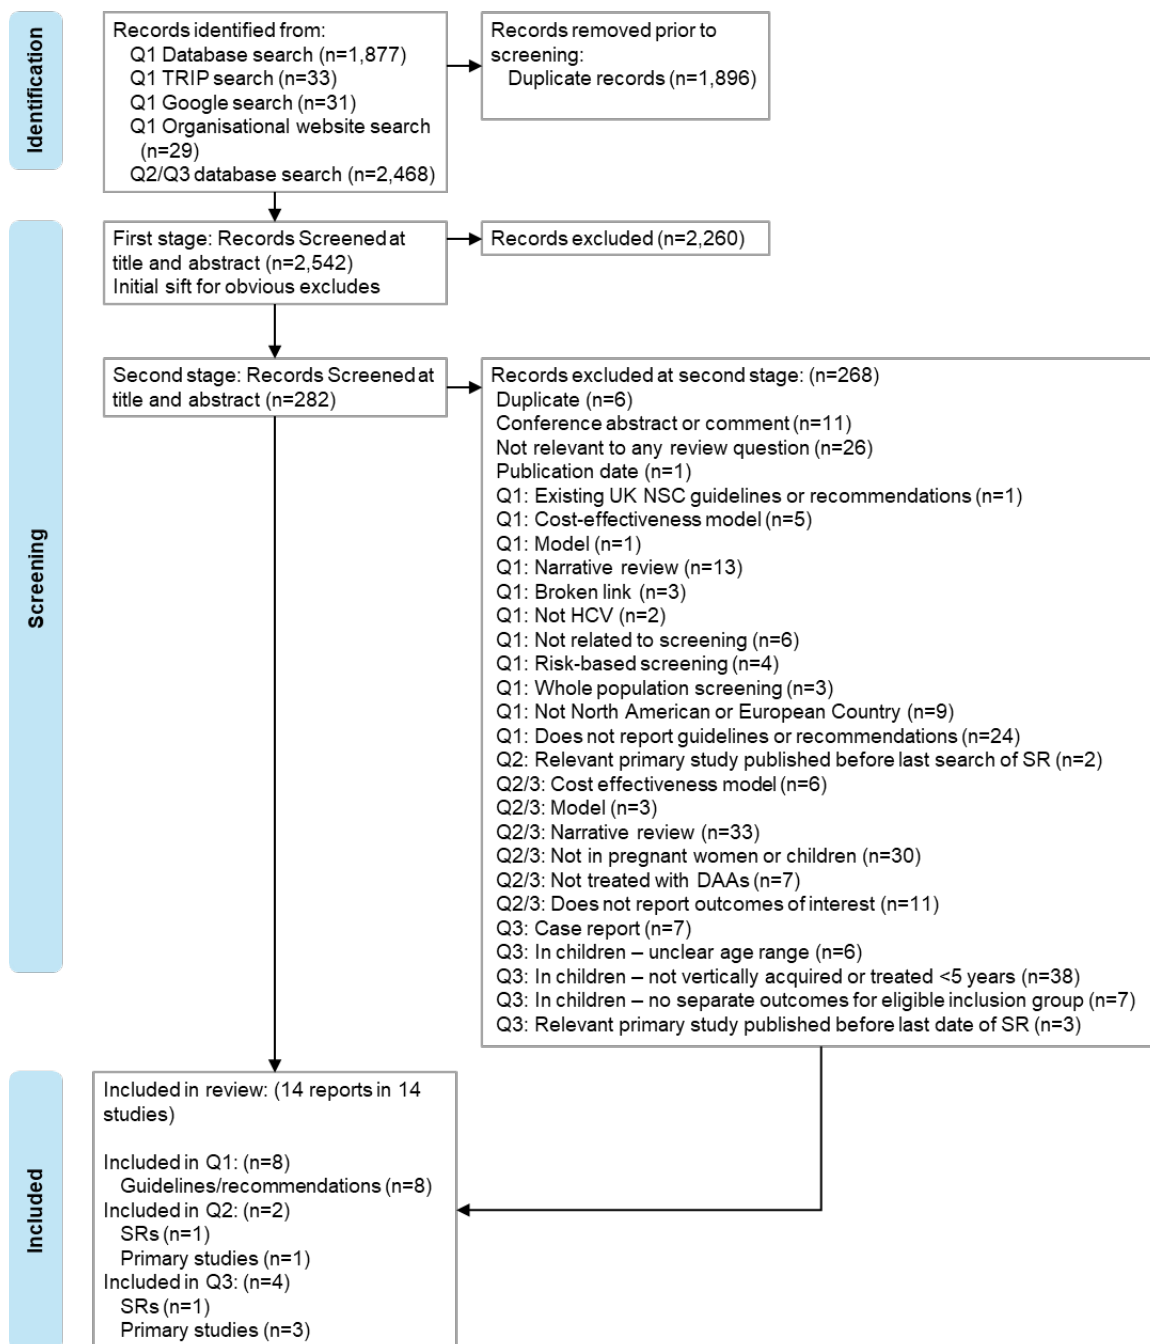 Identification
Records identified from:
Q1 Database search (n=1,877)
Q1 TRIP search (n=33)
Q1 Google search (n=31)
Q1 Organisational website search
(n=29)
Q2/Q3 database search (n=2,468)
Records removed prior to
screening:
Duplicate records (n=1,896)
Screening
First stage: Records Screened at
title and abstract (n=2,542)
Initial sift for obvious excludes
Records excluded (n=2,260)
Second stage: Records Screened at
title and abstract (n=282)
Records excluded at second stage: (n=268)
Duplicate (n=6)
Conference abstract or comment (n=11)
Not relevant to any review question (n=26)
Publication date (n=1)
Q1: Existing UK NSC guidelines or recommendations (n=1)
Q1: Cost-effectiveness model (n=5)
Q1: Model (n=1)
Q1: Narrative review (n=13)
Q1: Broken link (n=3)
Q1: Not HCV (n=2)
Q1: Not related to screening (n=6)
Q1: Risk-based screening (n=4)
Q1: Whole population screening (n=3)
Q1: Not North American or European Country (n=9)
Q1: Does not report guidelines or recommendations (n=24)
Q2: Relevant primary study published before last search of SR (n=2)
Q2/3: Cost effectiveness model (n=6)
Q2/3: Model (n=3)
Q2/3: Narrative review (n=33)
Q2/3: Not in pregnant women or children (n=30)
Q2/3: Not treated with DAAs (n=7)
Q2/3: Does not report outcomes of interest (n=11)
Q3: Case report (n=7)
Q3: In children – unclear age range (n=6)
Q3: In children – not vertically acquired or treated <5 years (n=38)
Q3: In children – no separate outcomes for eligible inclusion group (n=7)
Q3: Relevant primary study published before last date of SR (n=3)
Included
Included in review: (14 reports in 14
studies)
Included in Q1: (n=8)
Guidelines/recommendations (n=8)
Included in Q2: (n=2)
SRs (n=1)
Primary studies (n=1)
Included in Q3: (n=4)
SRs (n=1)
Primary studies (n=3)